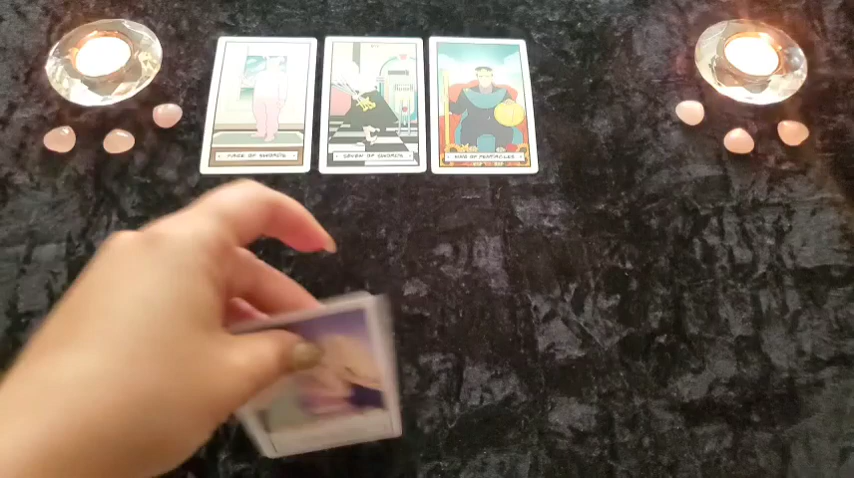 PAGE OF SWORDS
SEVEN OF SWORDS
KING OF PENTACLES